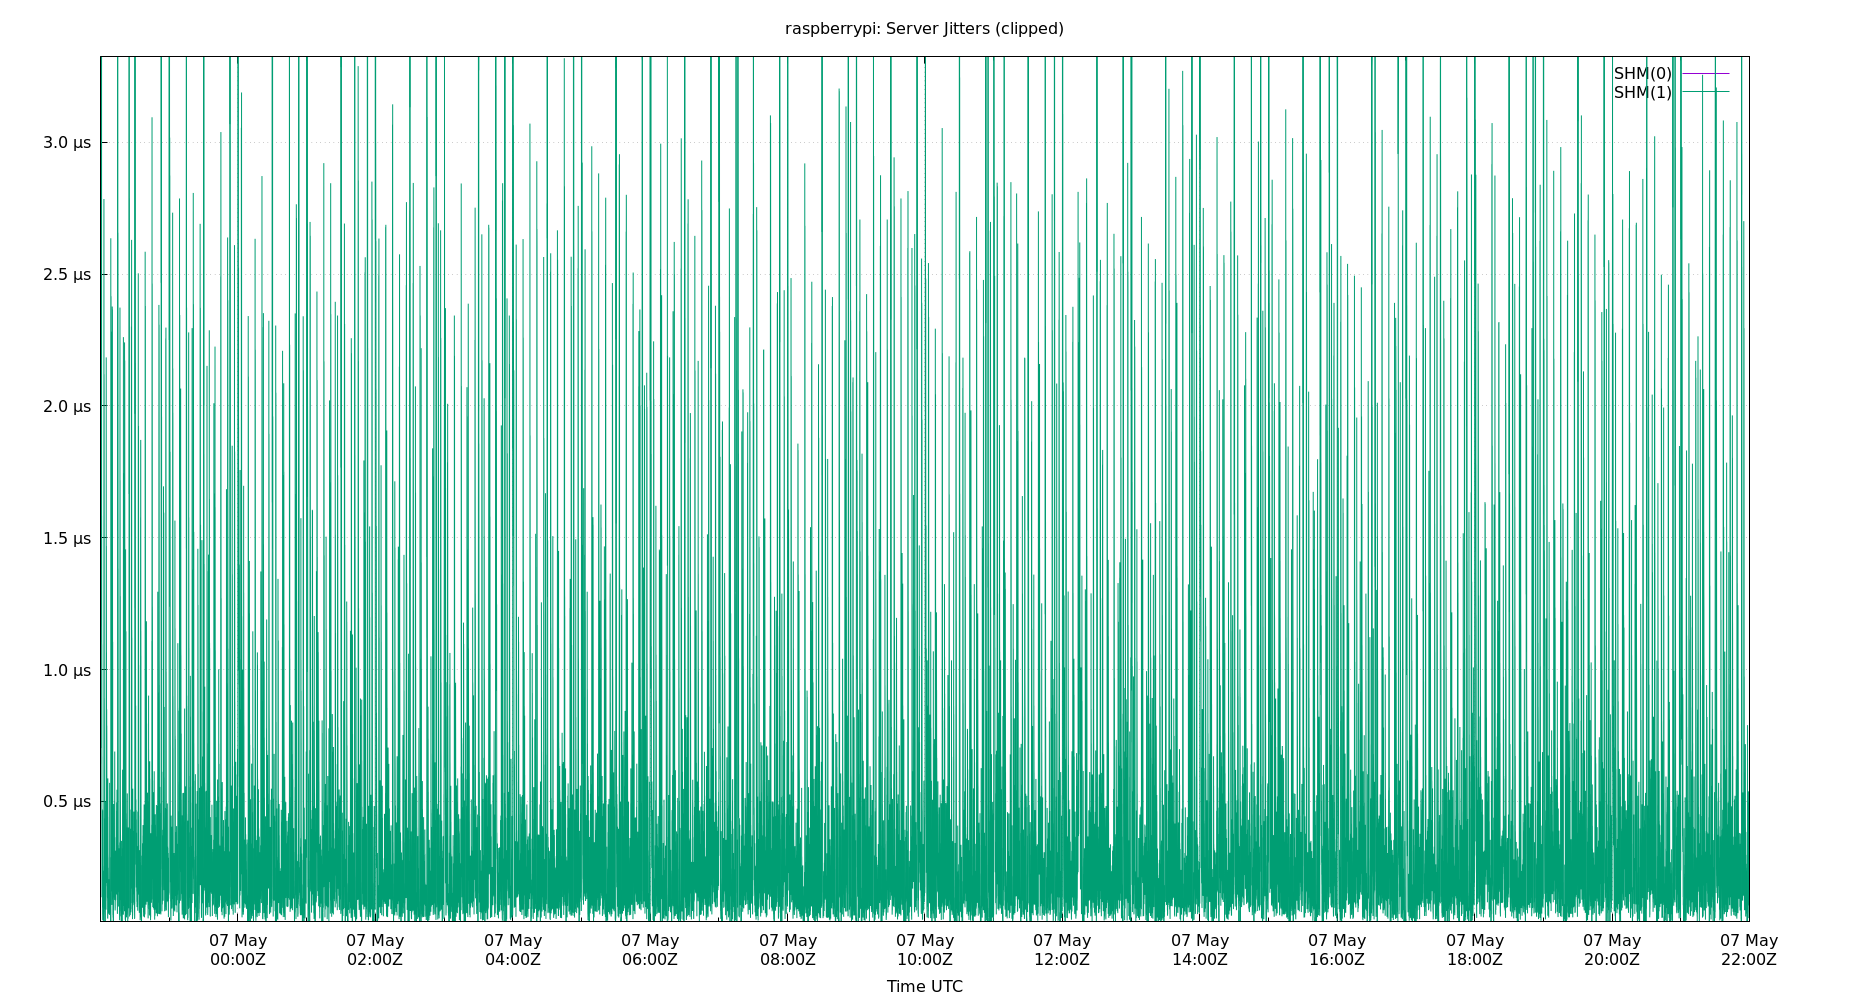 raspberrypi: Server Jitters (clipped)
SHM(0)
SHM(1)
3.0 µs
2.5 µs
2.0 µs
1.5 µs
1.0 µs
0.5 µs
07 May 07 May 07 May 07 May 07 May 07 May 07 May 07 May 07 May 07 May 07 May 07 May
00:00Z 02:00Z 04:00Z 06:00Z 08:00Z 10:00Z 12:00Z 14:00Z 16:00Z 18:00Z 20:00Z 22:00Z
Time UTC